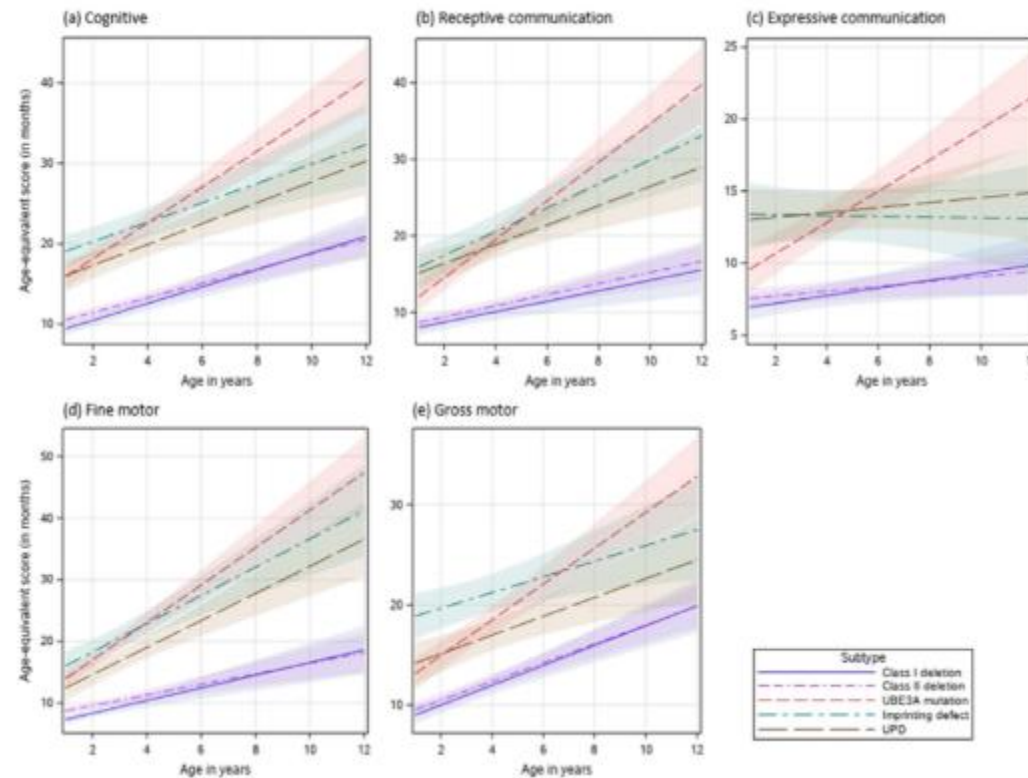 (a) Cognitive
(b) Receptive communication
(c) Expressive communication
Age-equivalent score (in months)
40
30
20
10
2 4 6 8 10 12
Age in years
40
30
20
10
2 4 6 8 10 12
Age in years
25
20
15
10
5
2 4 6 8 10
Age in years
(d) Fine motor
(e) Gross motor
Age-equivalent score (in months)
50
40
30
20
10
2 4 6 8 10 12
Age in years
30
20
10
2 4 6 8 10 12
Age in years
Subtype
Class I deletion
Class II deletion
UBE3A mutation
Imprinting defect
UPD